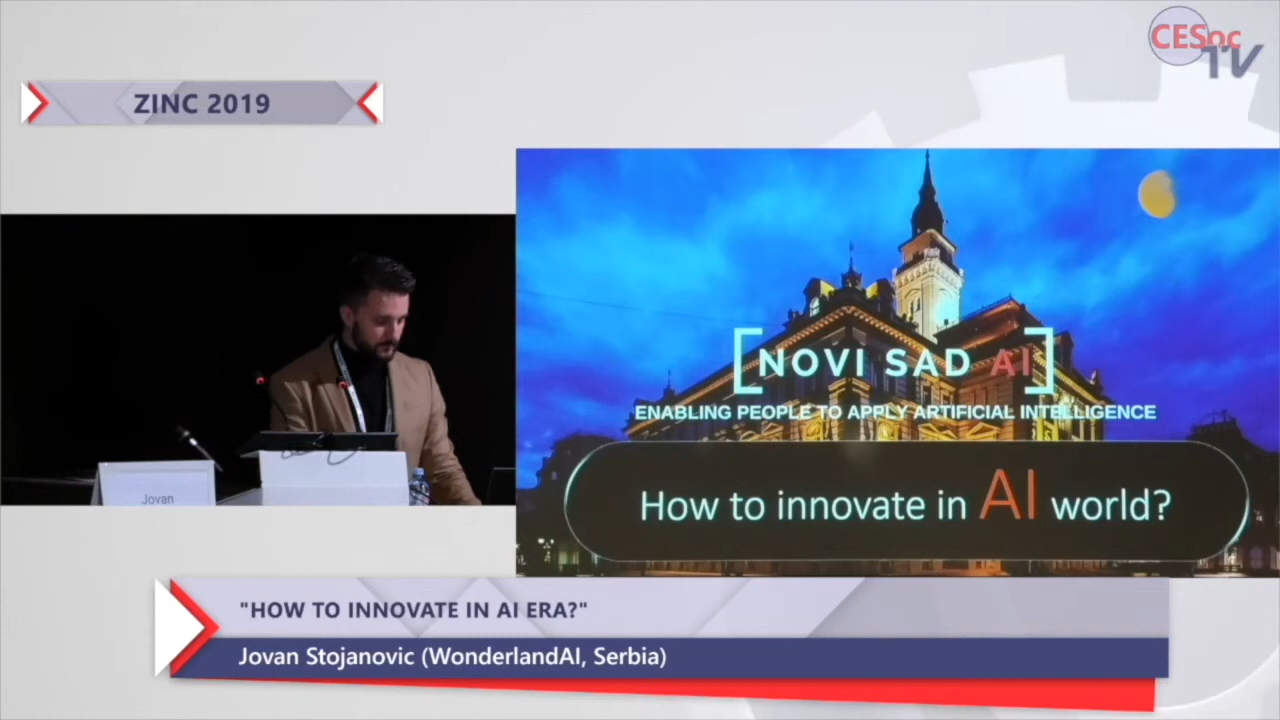 CESoc
TV
ZINC 2019
[NOVI SAD AI]
ENABLING PEOPLE TO APPLY ARTIFICIAL INTELLIGENCE
How to innovate in AI world?
Jovan
"HOW TO INNOVATE IN AI ERA?"
Jovan Stojanovic (WonderlandAI, Serbia)